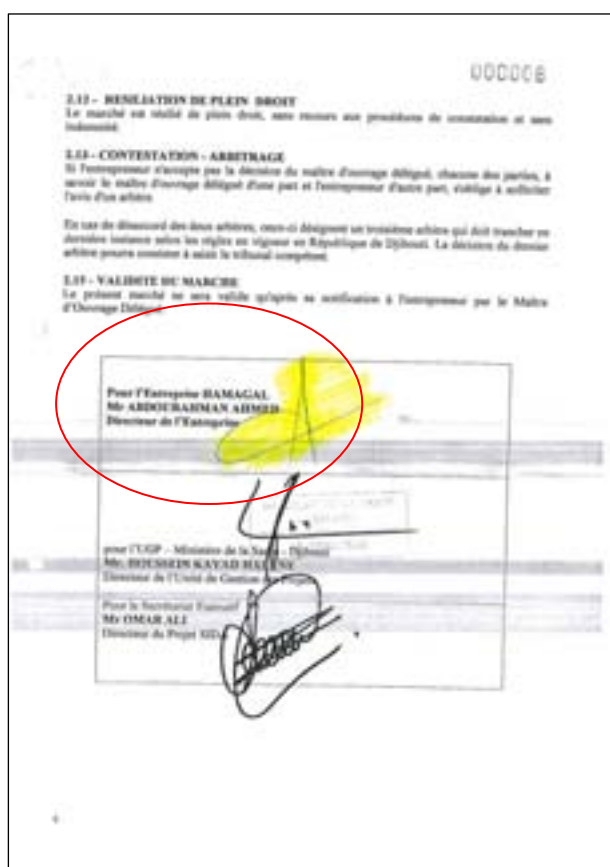 000008
2.13 - RESILIATION DE PLEIN DROIT
Le marché est résilié de plein droit, sans recours aux procédures de constatation et sans
indemnité.
2.13 - CONTESTATION - ARBITRAGE
Si l'entrepreneur n'accepte pas la décision du maître d'ouvrage délégué, chacune des parties, à
savoir le maître d'ouvrage délégué d'une part et l'entrepreneur d'autre part, s'oblige à solliciter
l'avis d'un arbitre.
En cas de désaccord des deux arbitres, ceux-ci désignent un troisième arbitre qui doit trancher en
dernière instance selon les règles en vigueur en République de Djibouti. La décision du dernier
arbitre pourra consister à saisir le tribunal compétent.
2.15 - VALIDITE DU MARCHE
Le présent marché ne sera valide qu'après sa notification à l'entrepreneur par le Maître
d'Ouvrage Délégué.
Pour l'Entreprise HAMAGAL
Mr ABDOURAHMAN AHMED
Directeur de l'Entreprise
pour l'UGP - Ministère de la Santé - Djibouti
Mr. HOUSSEIN KAYAD
Directeur de l'Unité de Gestion
Pour le Secrétariat Exécutif
Mr OMAR ALI
Directeur du Projet SIDA